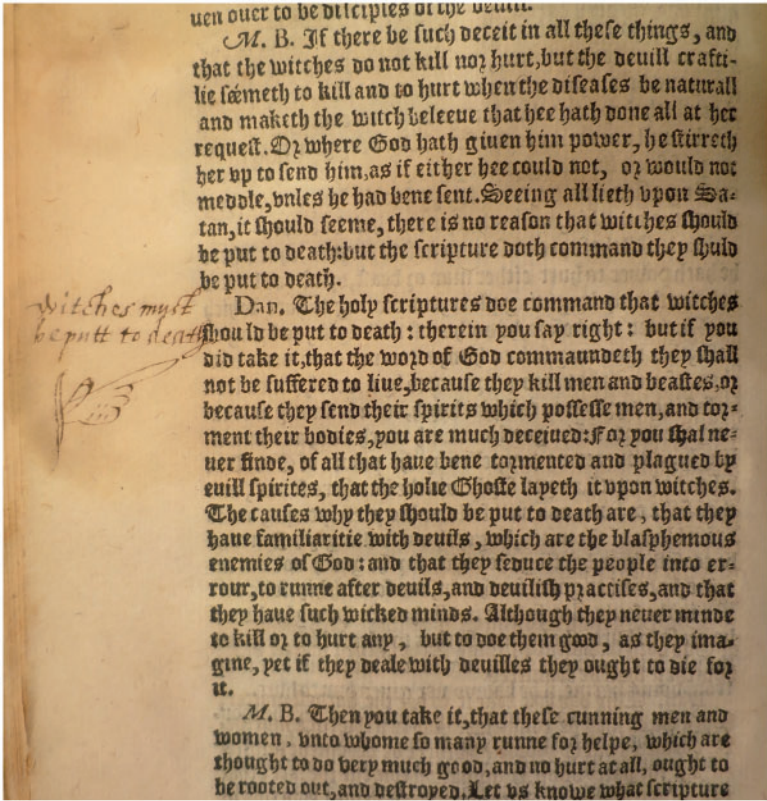 uen ouer to be disciples of the deuill.
M. B. If there be such deceit in all these things, and
that the witches do not kill nor hurt, but the deuill crafti-
lie séemeth to kill and to hurt when the diseases be naturall
and maketh the witch beleeue that hee hath done all at her
request. Or where God hath giuen him power, he stirreth
her vp to send him, as if either hee could not, or would not
meddle, vnles he had bene sent. Seeing all lieth vpon Sa-
tan, it should seeme, there is no reason that witches should
be put to death: but the scripture doth command they shuld
be put to death.
witches must
be putt to death
Dan. The holy scriptures doe command that witches
should be put to death: therein you say right: but if you
did take it, that the word of God commaundeth they shall
not be suffered to liue, because they kill men and beastes, or
because they send their spirits which possesse men, and tor-
ment their bodies, you are much deceiued: For you shal ne-
uer finde, of all that haue bene tormented and plagued by
euill spirites, that the holie Ghoste layeth it vpon witches.
The causes why they should be put to death are, that they
haue familiaritie with deuils, which are the blasphemous
enemies of God: and that they seduce the people into er-
rour, to runne after deuils, and deuilish practises, and that
they haue such wicked minds. Although they neuer minde
to kill or to hurt any, but to doe them good, as they ima-
gine, yet if they deale with deuilles they ought to die for
it.
M. B. Then you take it, that these cunning men and
women, vnto whome so many runne for helpe, which are
thought to do very much good, and no hurt at all, ought to
be rooted out, and destroyed. Let vs knowe what scripture